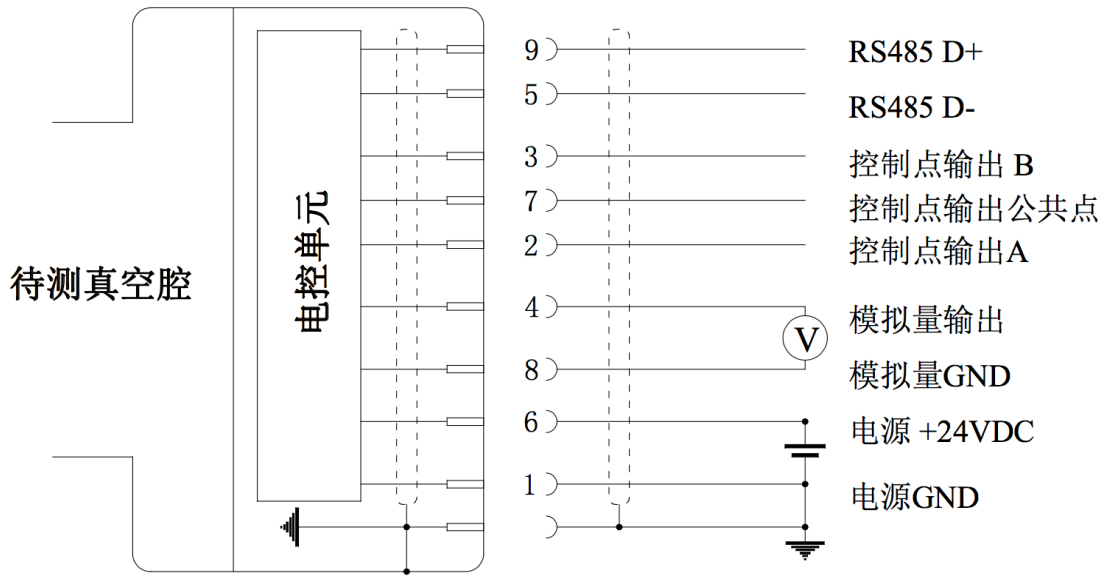 9 RS485 D+
5 RS485 D-
3 控制点输出 B
7 控制点输出公共点
2 控制点输出A
待测真空腔
电控单元
4 模拟量输出
V
8 模拟量GND
6 电源 +24VDC
1 电源GND